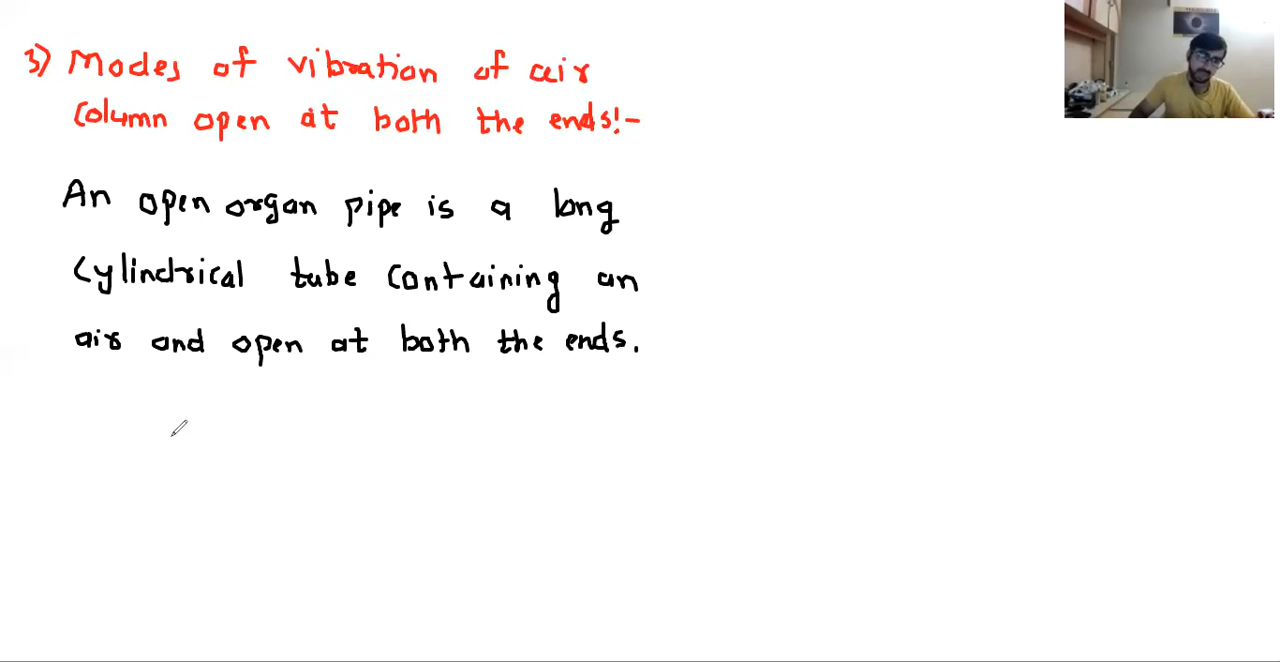 3) Modes of vibration of air
column open at both the ends:-
An open organ pipe is a long
cylindrical tube containing an
air and open at both the ends.